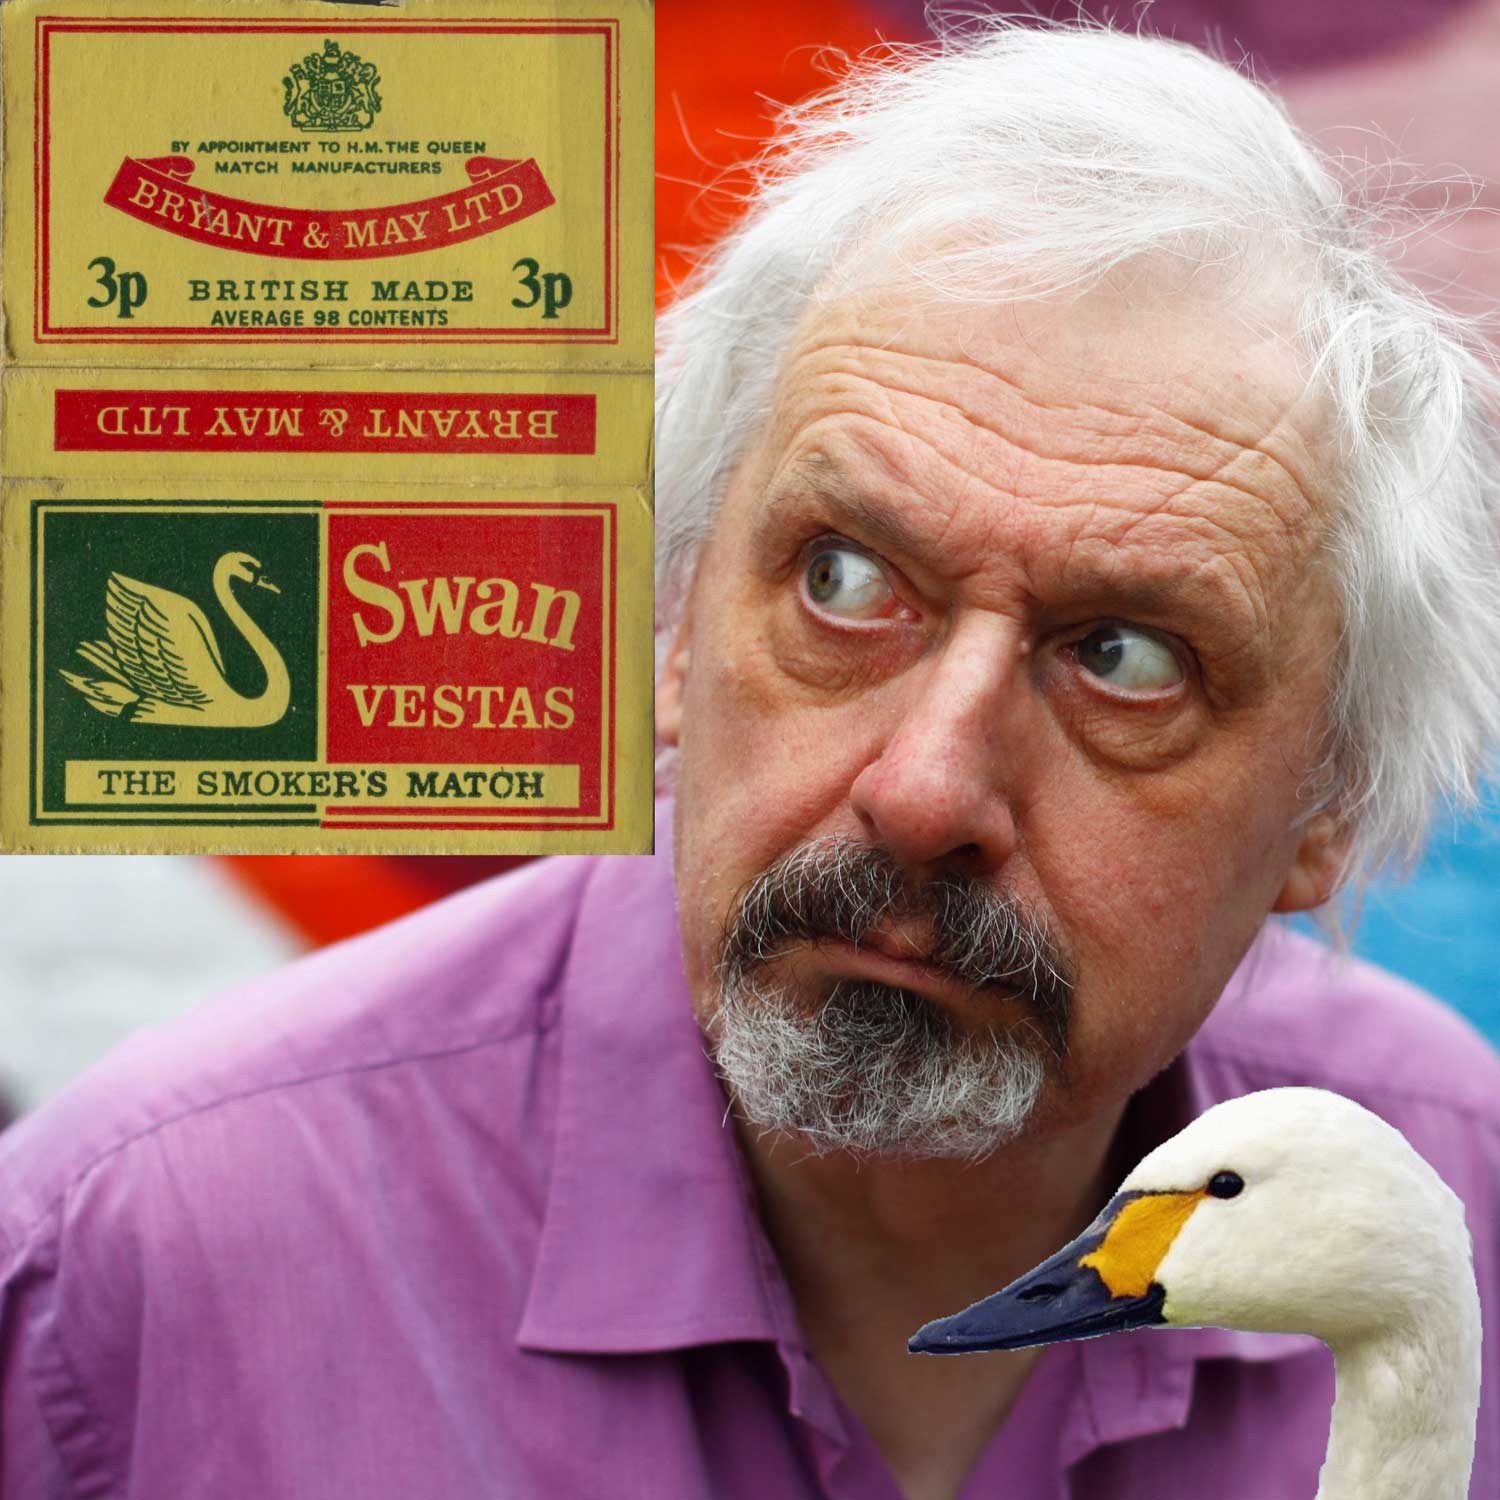 BY APPOINTMENT TO H.M. THE QUEEN
MATCH MANUFACTURERS
BRYANT & MAY LTD
3p BRITISH MADE 3p
AVERAGE 98 CONTENTS
BRYANT & MAY LTD
Swan
VESTAS
THE SMOKER'S MATCH